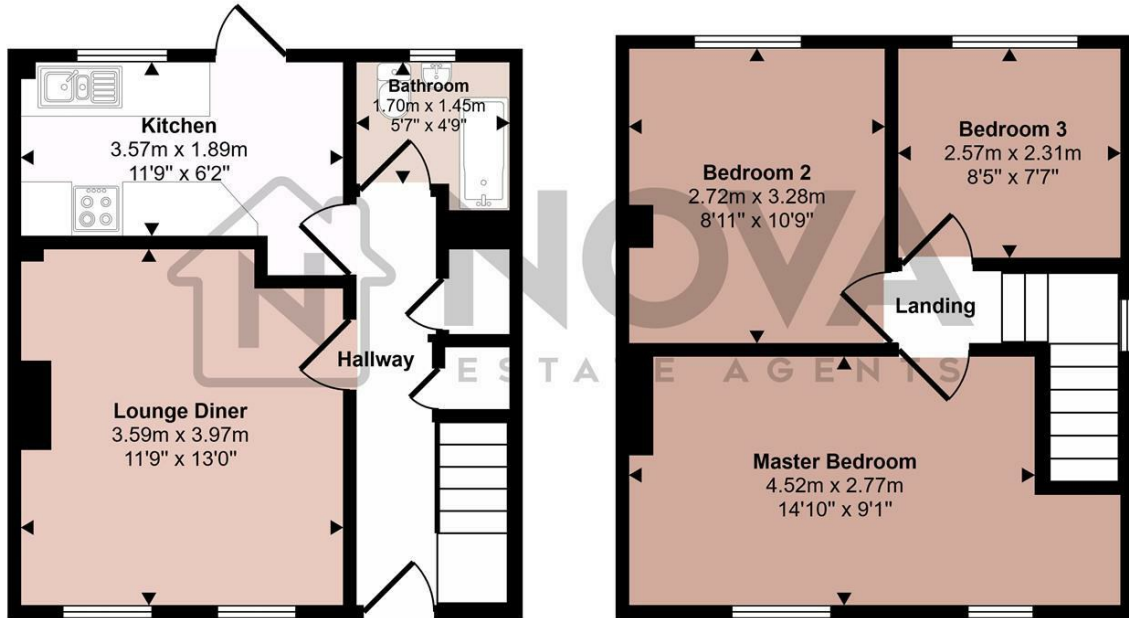 Kitchen
3.57m x 1.89m
11'9" x 6'2"
Bathroom
1.70m x 1.45m
5'7" x 4'9"
Lounge Diner
3.59m x 3.97m
11'9" x 13'0"
Hallway
Bedroom 2
2.72m x 3.28m
8'11" x 10'9"
Bedroom 3
2.57m x 2.31m
8'5" x 7'7"
Landing
Master Bedroom
4.52m x 2.77m
14'10" x 9'1"
N NOVA
ESTATE AGENTS